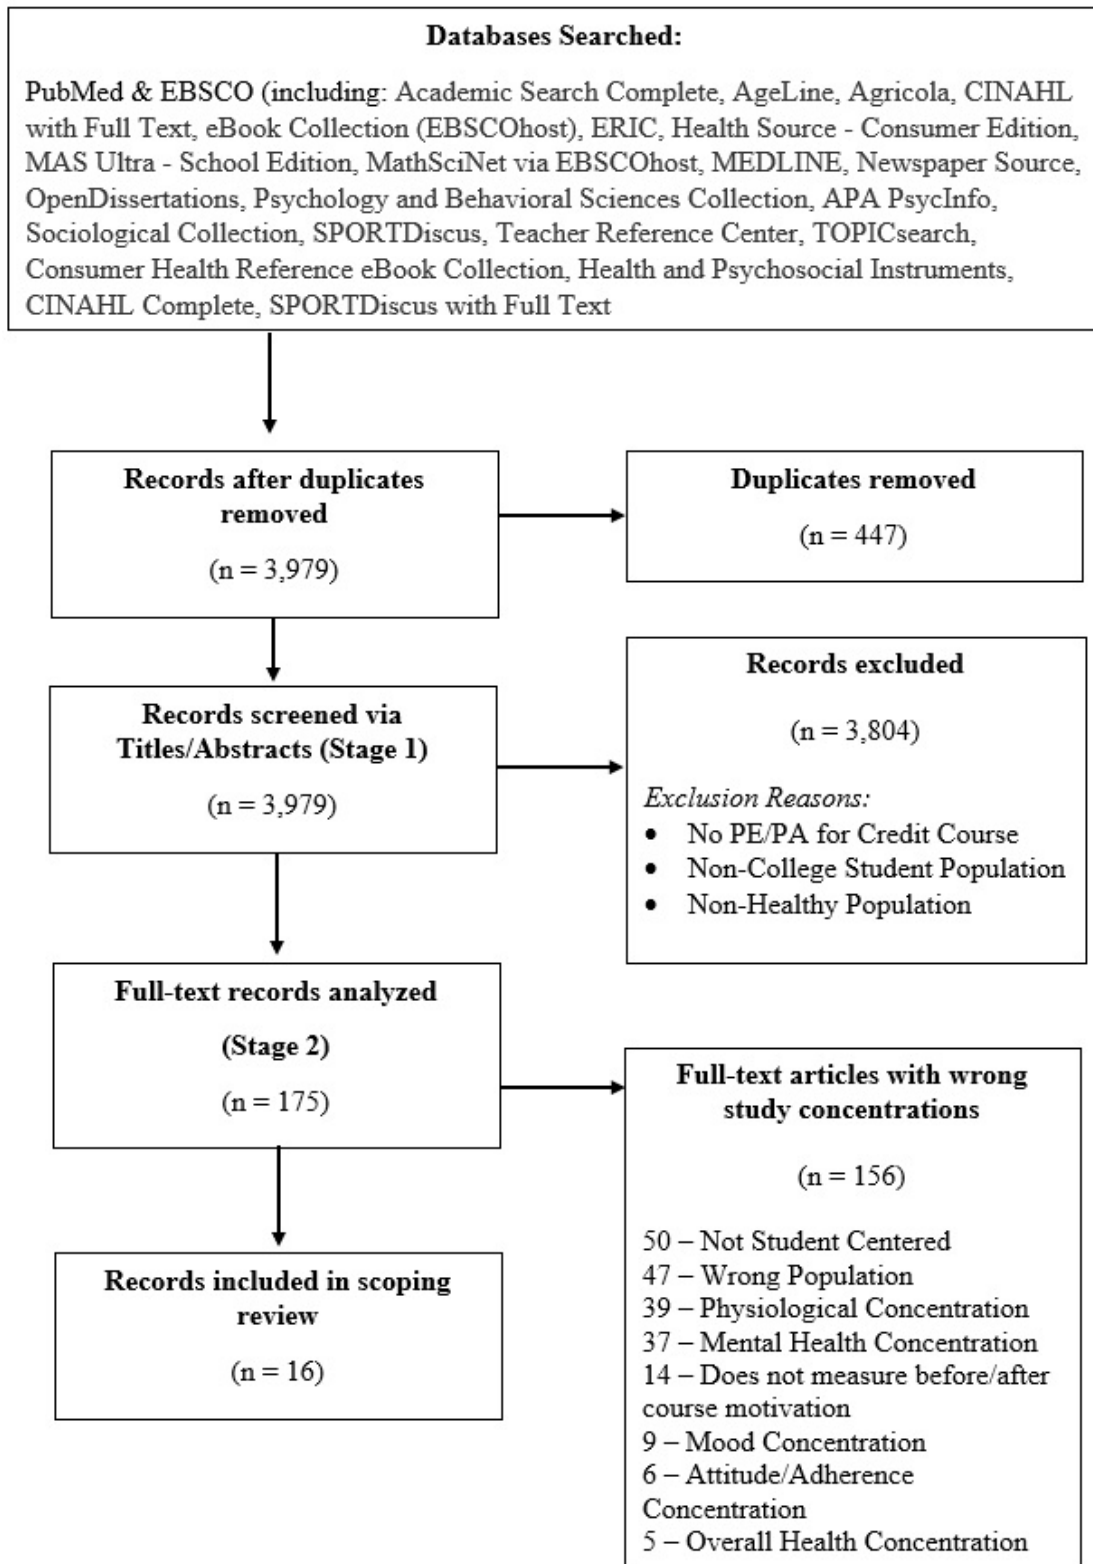 Databases Searched:
PubMed & EBSCO (including: Academic Search Complete, AgeLine, Agricola, CINAHL
with Full Text, eBook Collection (EBSCOhost), ERIC, Health Source - Consumer Edition,
MAS Ultra - School Edition, MathSciNet via EBSCOhost, MEDLINE, Newspaper Source,
OpenDissertations, Psychology and Behavioral Sciences Collection, APA PsycInfo,
Sociological Collection, SPORTDiscus, Teacher Reference Center, TOPICsearch,
Consumer Health Reference eBook Collection, Health and Psychosocial Instruments,
CINAHL Complete, SPORTDiscus with Full Text
Records after duplicates
removed
(n = 3,979)
Duplicates removed
(n = 447)
Records screened via
Titles/Abstracts (Stage 1)
(n = 3,979)
Records excluded
(n = 3,804)
Exclusion Reasons:
• No PE/PA for Credit Course
• Non-College Student Population
• Non-Healthy Population
Full-text records analyzed
(Stage 2)
(n = 175)
Full-text articles with wrong
study concentrations
(n = 156)
50 – Not Student Centered
47 – Wrong Population
39 – Physiological Concentration
37 – Mental Health Concentration
14 – Does not measure before/after
course motivation
9 – Mood Concentration
6 – Attitude/Adherence
Concentration
5 – Overall Health Concentration
Records included in scoping
review
(n = 16)